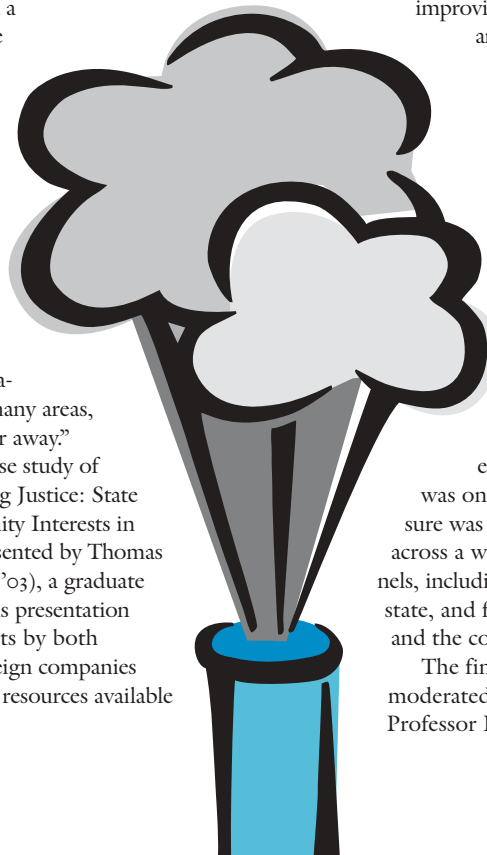 a
e
a-
many areas,
r away.”
se study of
g Justice: State
ity Interests in
sented by Thomas
’03), a graduate
s presentation
ts by both
eign companies
resources available
improvi
a
e
was on
sure was
across a w
nels, includi
state, and f
and the co
The fin
moderated
Professor